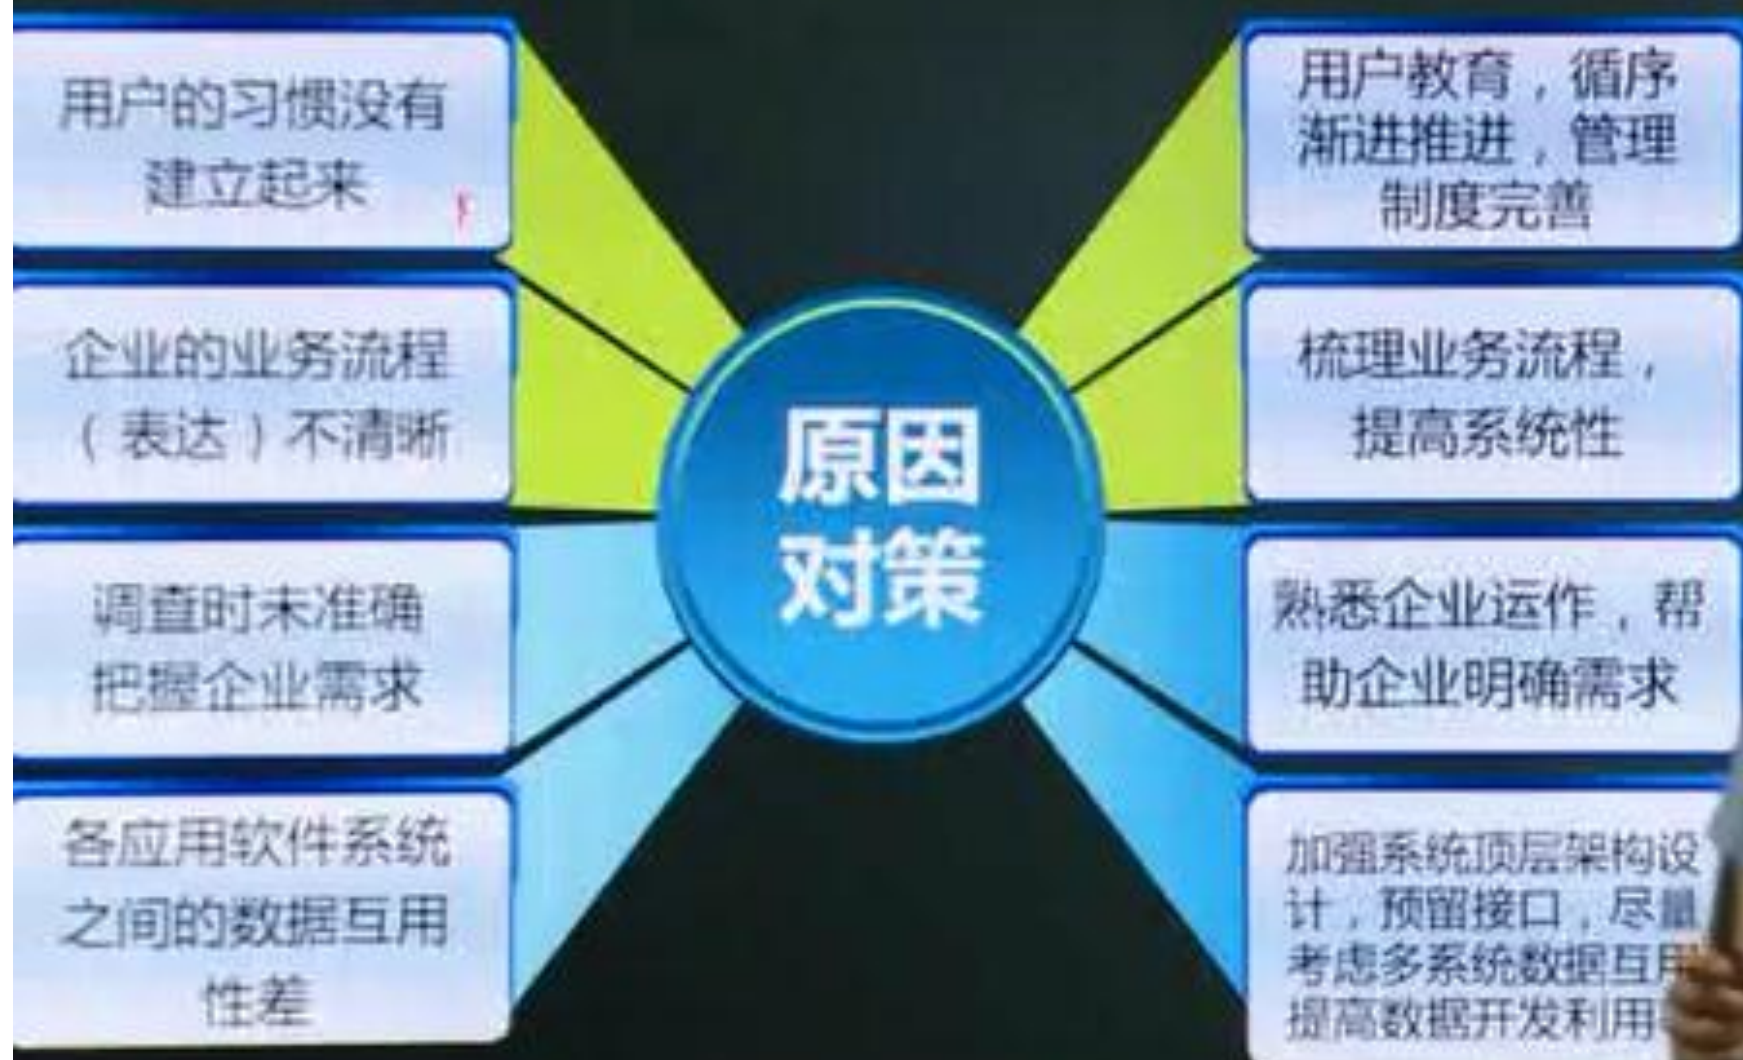 用户的习惯没有
建立起来
企业的业务流程
（表达）不清晰
调查时未准确
把握企业需求
各应用软件系统
之间的数据互用
性差
原因
对策
用户教育，循序
渐进推进，管理
制度完善
梳理业务流程，
提高系统性
熟悉企业运作，帮
助企业明确需求
加强系统顶层架构设
计，预留接口，尽量
考虑多系统数据互用
提高数据开发利用